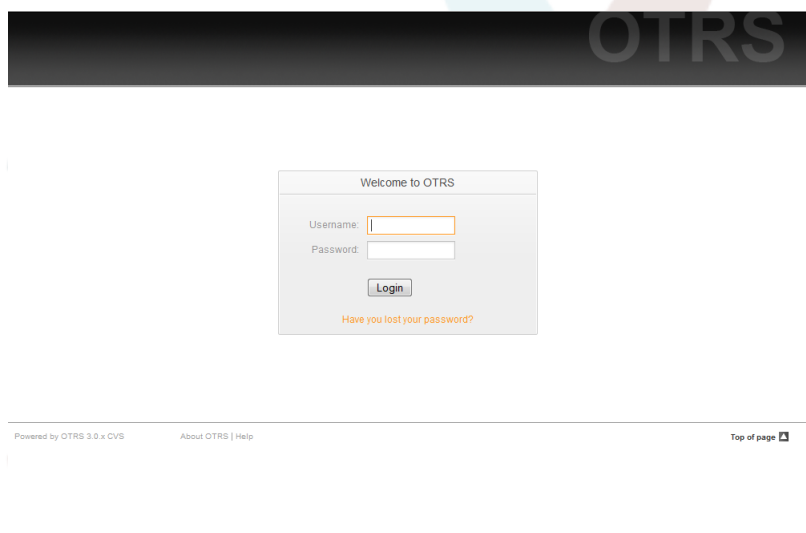 OTRS
Welcome to OTRS
Username:
Password:
Login
Have you lost your password?
Powered by OTRS 3.0.x CVS About OTRS | Help Top of page